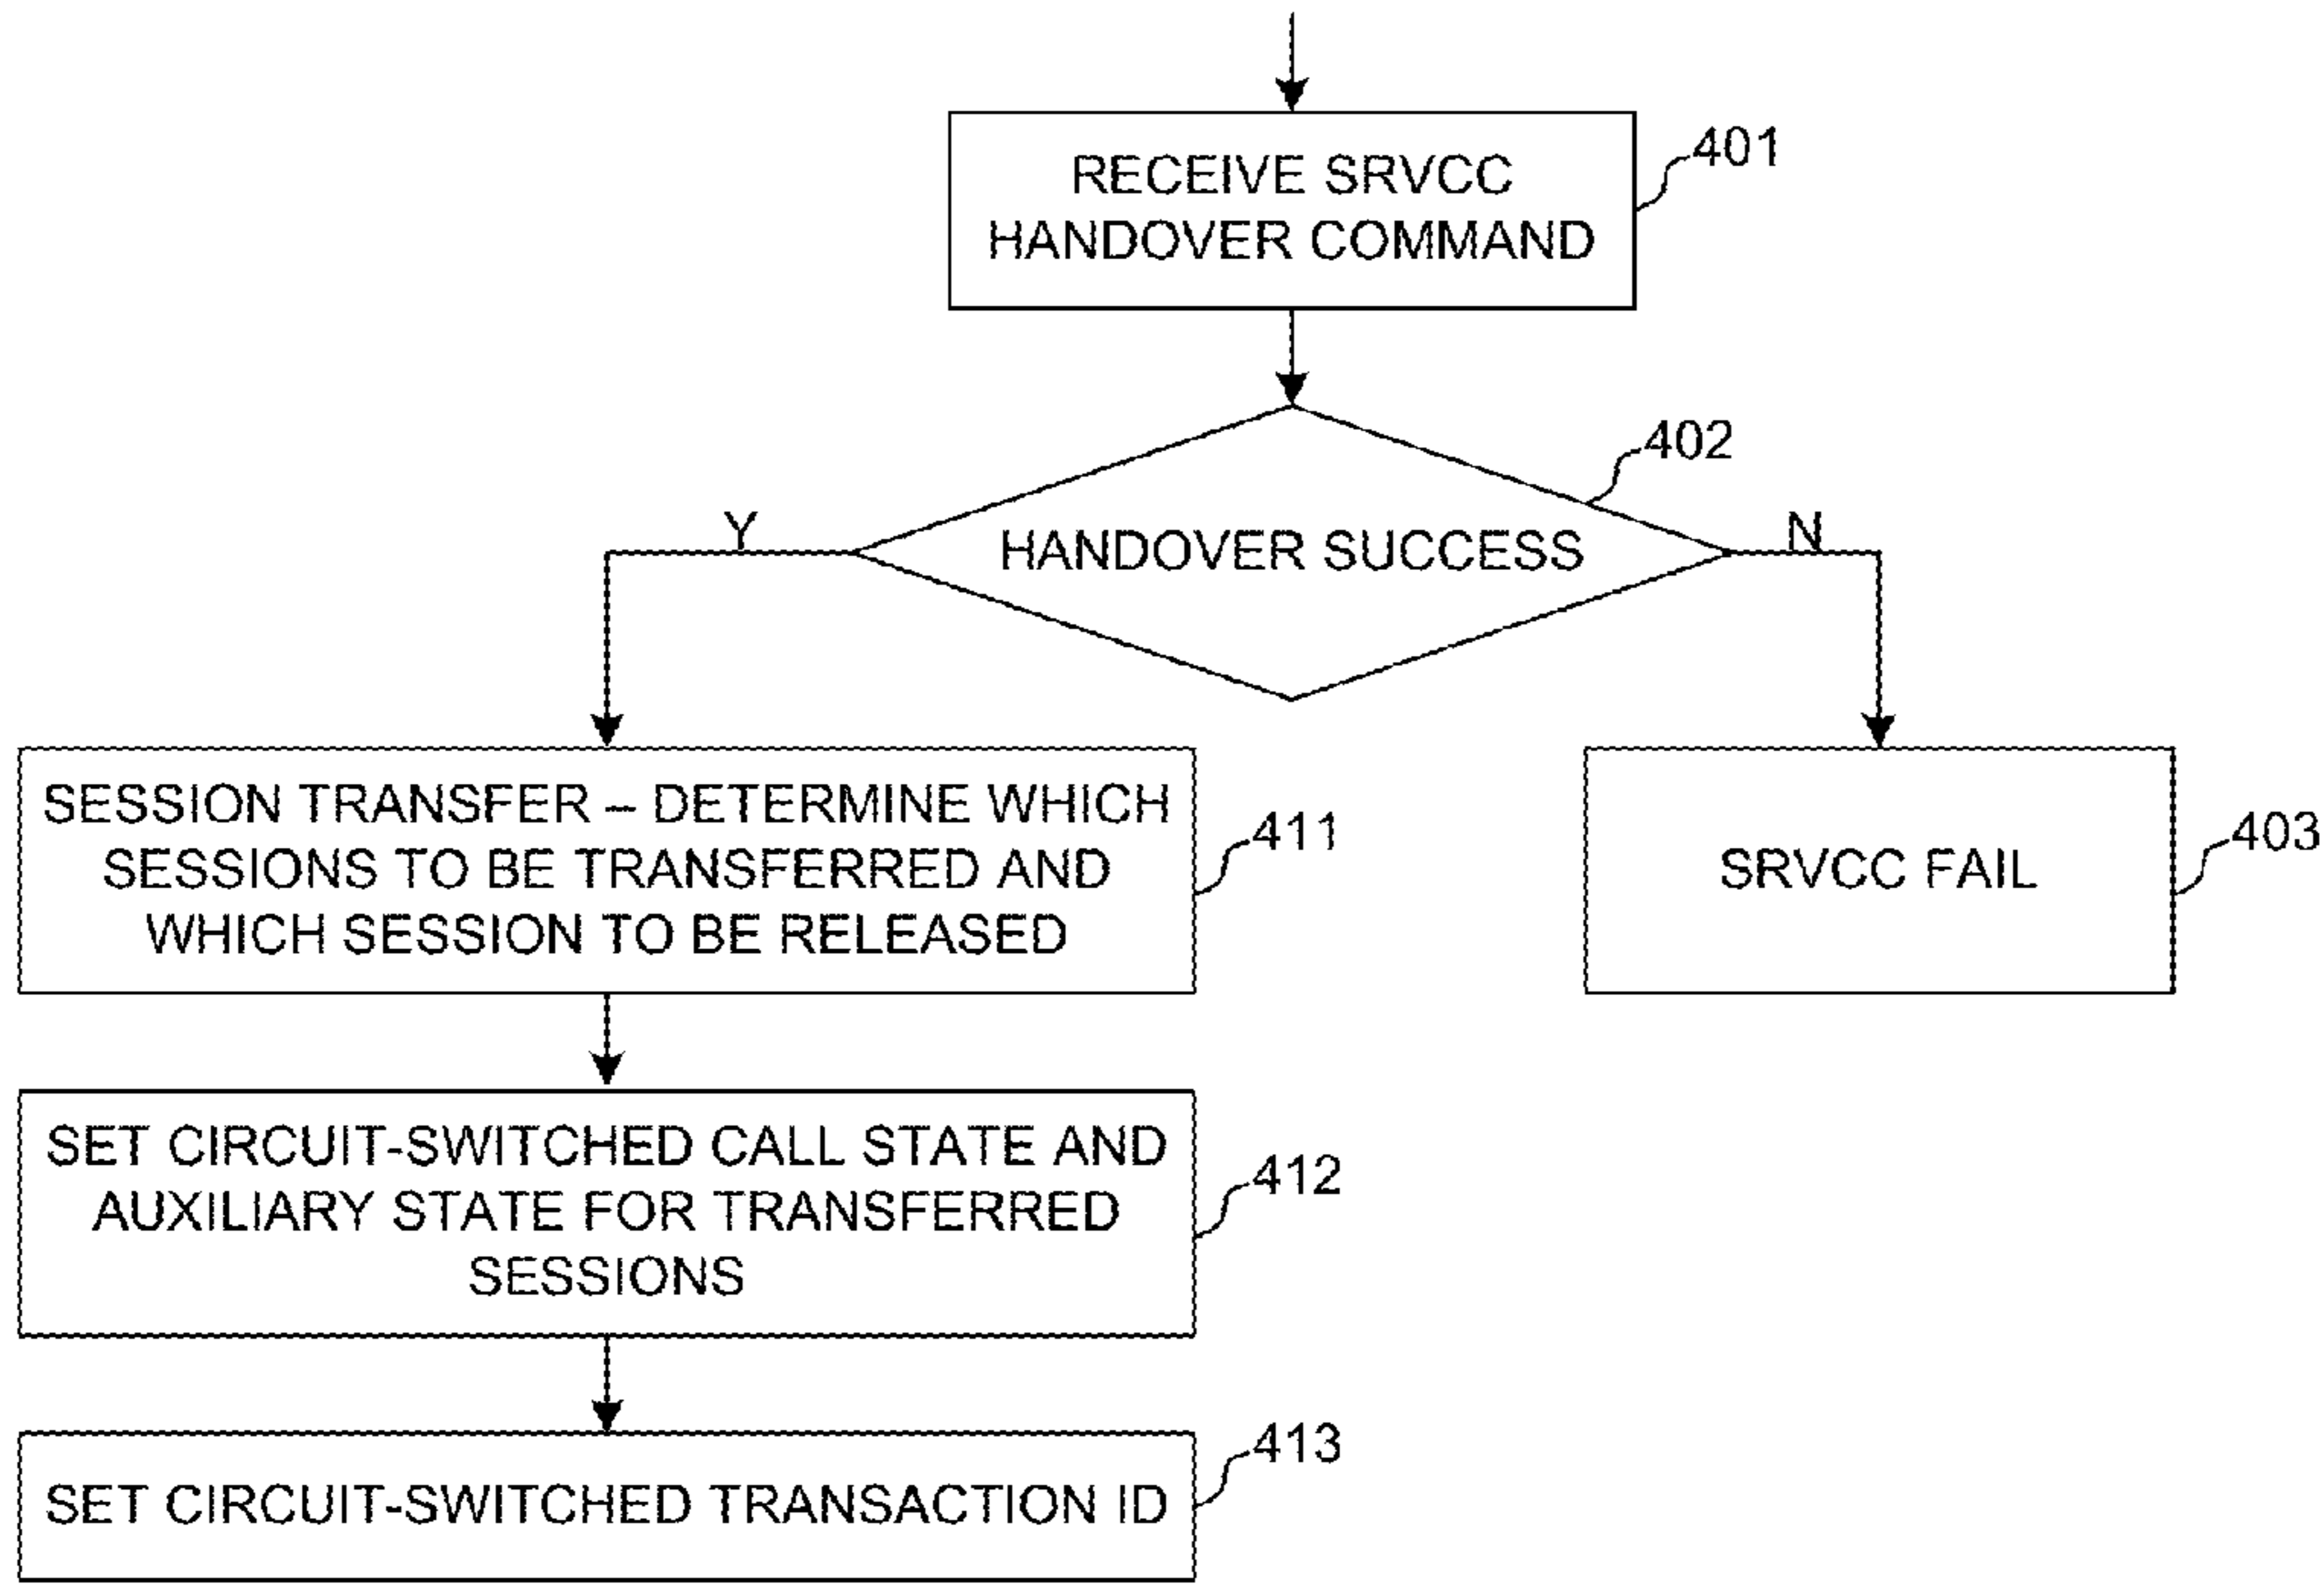 RECEIVE SRVCC
HANDOVER COMMAND
401
402
HANDOVER SUCCESS
Y
N
SESSION TRANSFER – DETERMINE WHICH
SESSIONS TO BE TRANSFERRED AND
WHICH SESSION TO BE RELEASED
411
SRVCC FAIL
403
SET CIRCUIT-SWITCHED CALL STATE AND
AUXILIARY STATE FOR TRANSFERRED
SESSIONS
412
SET CIRCUIT-SWITCHED TRANSACTION ID
413